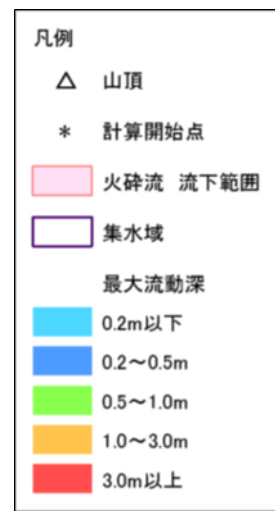 凡例
山頂
計算開始点
火砕流 流下範囲
集水域
最大流動深
0.2m以下
0.2～0.5m
0.5～1.0m
1.0～3.0m
3.0m以上